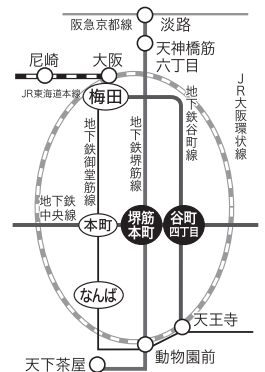 阪急京都線
淡路
天神橋筋
六丁目
尼崎
大阪
JR東海道本線
梅田
地下鉄御堂筋線
地下鉄堺筋線
地下鉄谷町線
JR大阪環状線
地下鉄
中央線
本町
堺筋
本町
谷町
四丁目
なんば
天王寺
動物園前
天下茶屋